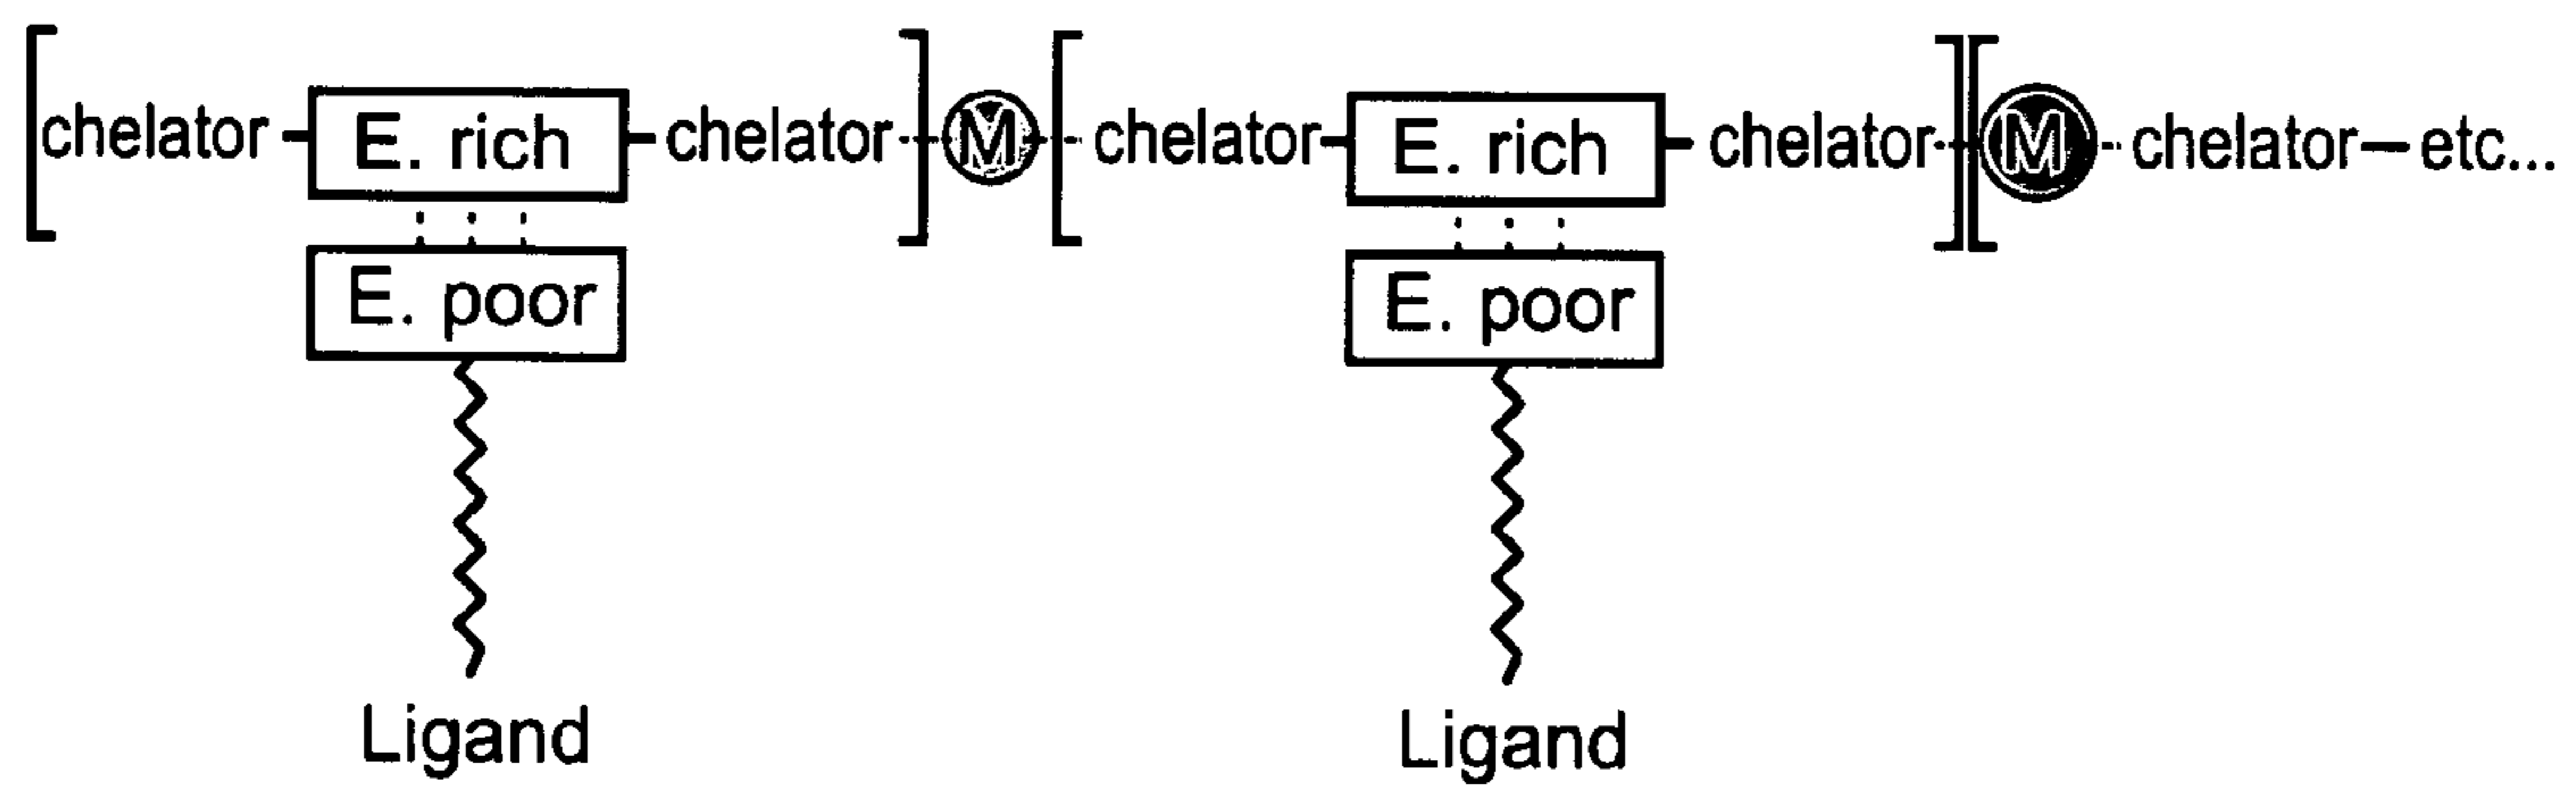 chelator E. rich chelator M chelator E. rich chelator M chelator etc...
E. poor E. poor
Ligand Ligand